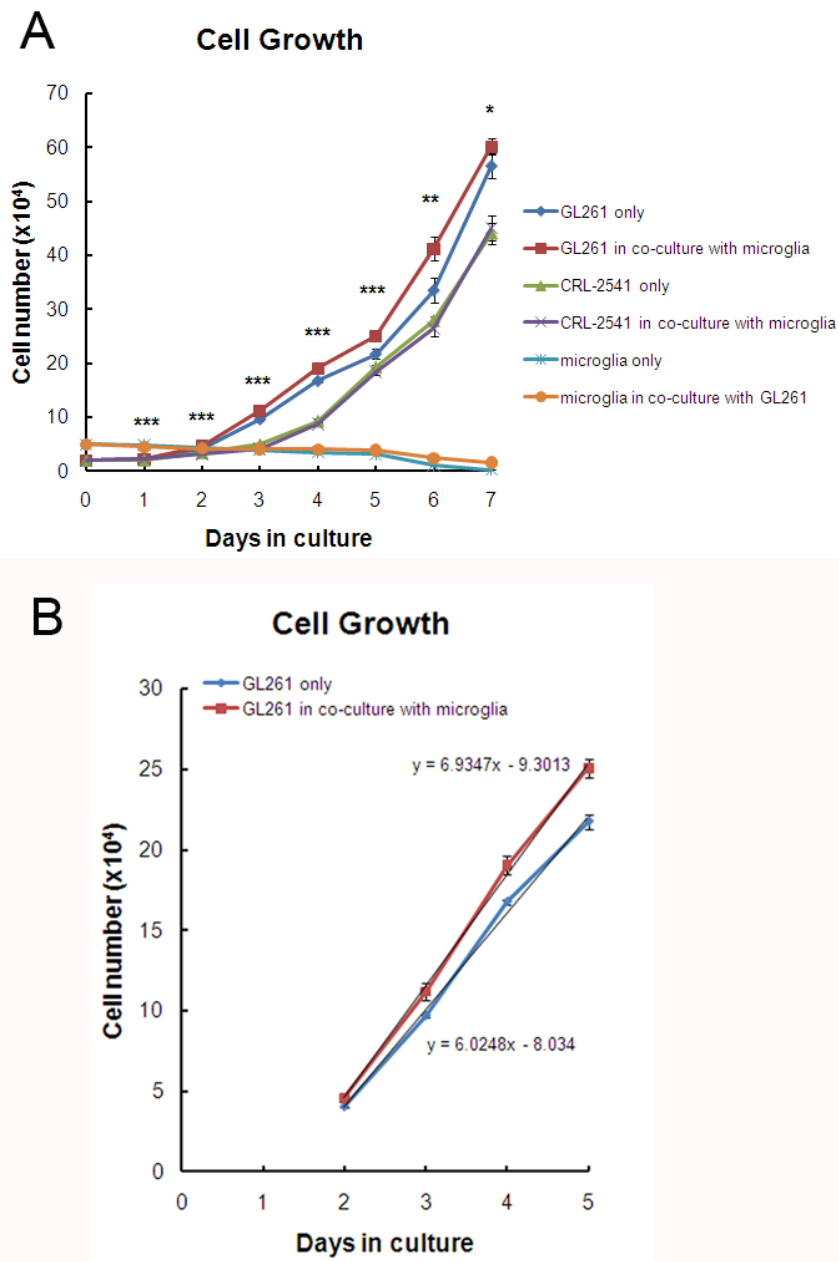 A
Cell Growth
70
60
50
40
30
20
10
0
Cell number (x10⁴)
***
***
***
***
***
**
*
0 1 2 3 4 5 6 7
Days in culture
GL261 only
GL261 in co-culture with microglia
CRL-2541 only
CRL-2541 in co-culture with microglia
microglia only
microglia in co-culture with GL261
B
Cell Growth
GL261 only
GL261 in co-culture with microglia
30
25
20
15
10
5
0
Cell number (x10⁴)
y = 6.9347x - 9.3013
y = 6.0248x - 8.034
0 1 2 3 4 5
Days in culture